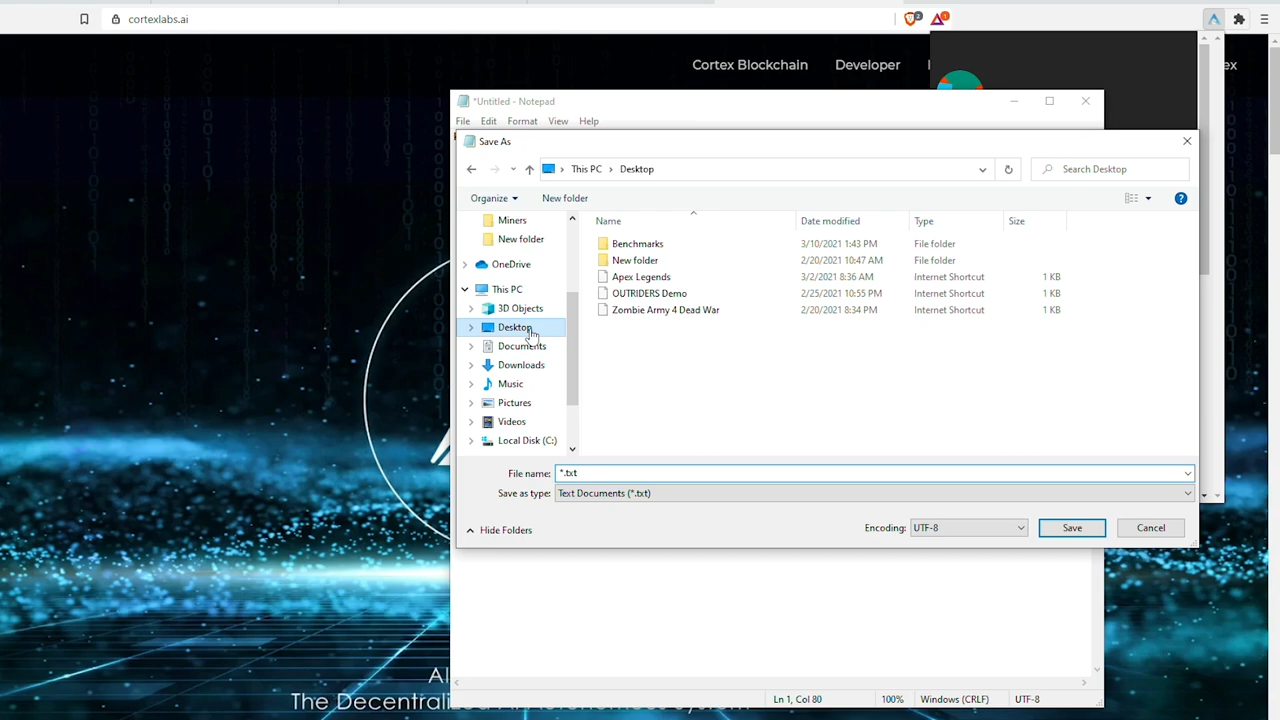 cortexlabs.ai
2
1
Cortex Blockchain
Developer
ex
*Untitled - Notepad
File Edit Format View Help
Save As
This PC › Desktop
Search Desktop
Organize
New folder
Miners
New folder
OneDrive
This PC
3D Objects
Desktop
Documents
Downloads
Music
Pictures
Videos
Local Disk (C:)
Name Date modified Type Size
Benchmarks 3/10/2021 1:43 PM File folder
New folder 2/20/2021 10:47 AM File folder
Apex Legends 3/2/2021 8:36 AM Internet Shortcut 1 KB
OUTRIDERS Demo 2/25/2021 10:55 PM Internet Shortcut 1 KB
Zombie Army 4 Dead War 2/20/2021 8:34 PM Internet Shortcut 1 KB
File name: *.txt
Save as type: Text Documents (*.txt)
Hide Folders
Encoding: UTF-8
Save
Cancel
AI
The Decentralised
Ln 1, Col 80
100%
Windows (CRLF)
UTF-8